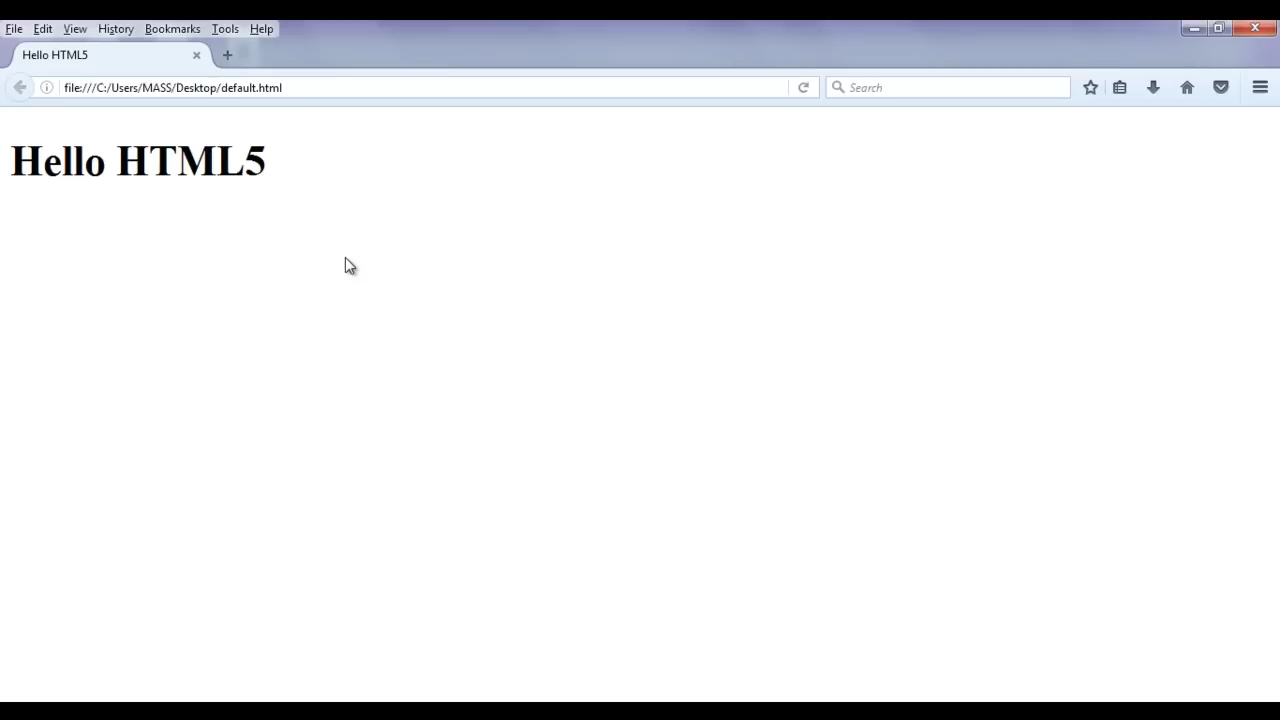 File Edit View History Bookmarks Tools Help
Hello HTML5
file:///C:/Users/MASS/Desktop/default.html Search
Hello HTML5